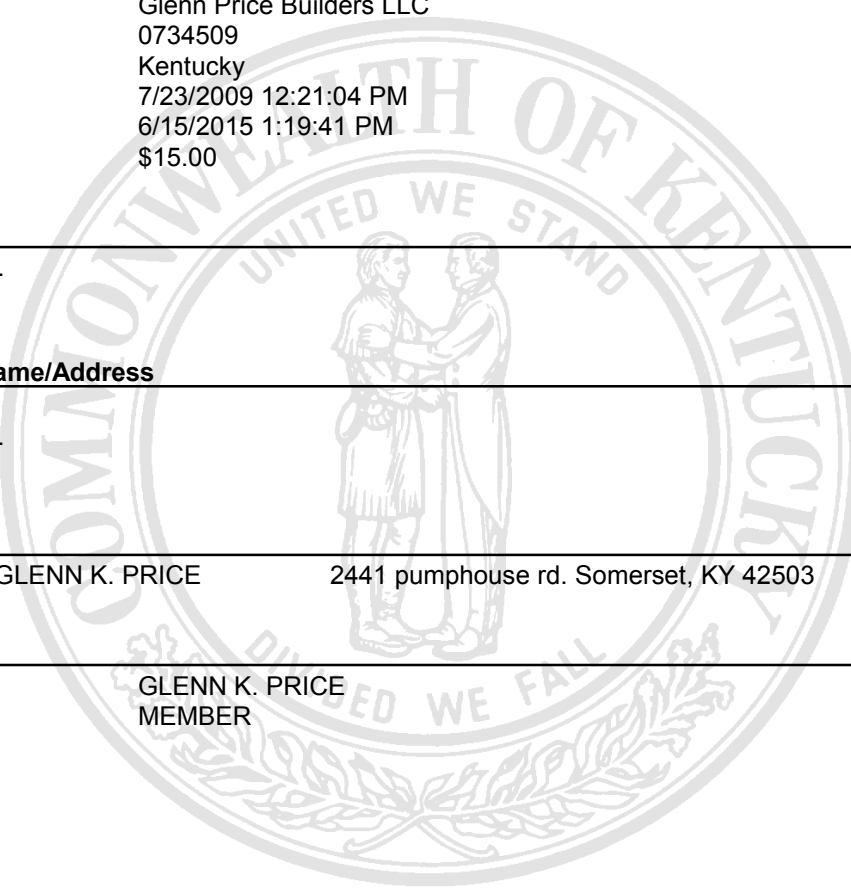 Glenn Price Builders LLC
0734509
Kentucky
7/23/2009 12:21:04 PM
6/15/2015 1:19:41 PM
$15.00
COMMONWEALTH OF KENTUCKY
UNITED WE STAND
ame/Address
GLENN K. PRICE 2441 pumphouse rd. Somerset, KY 42503
DIVIDED WE FALL
GLENN K. PRICE
MEMBER